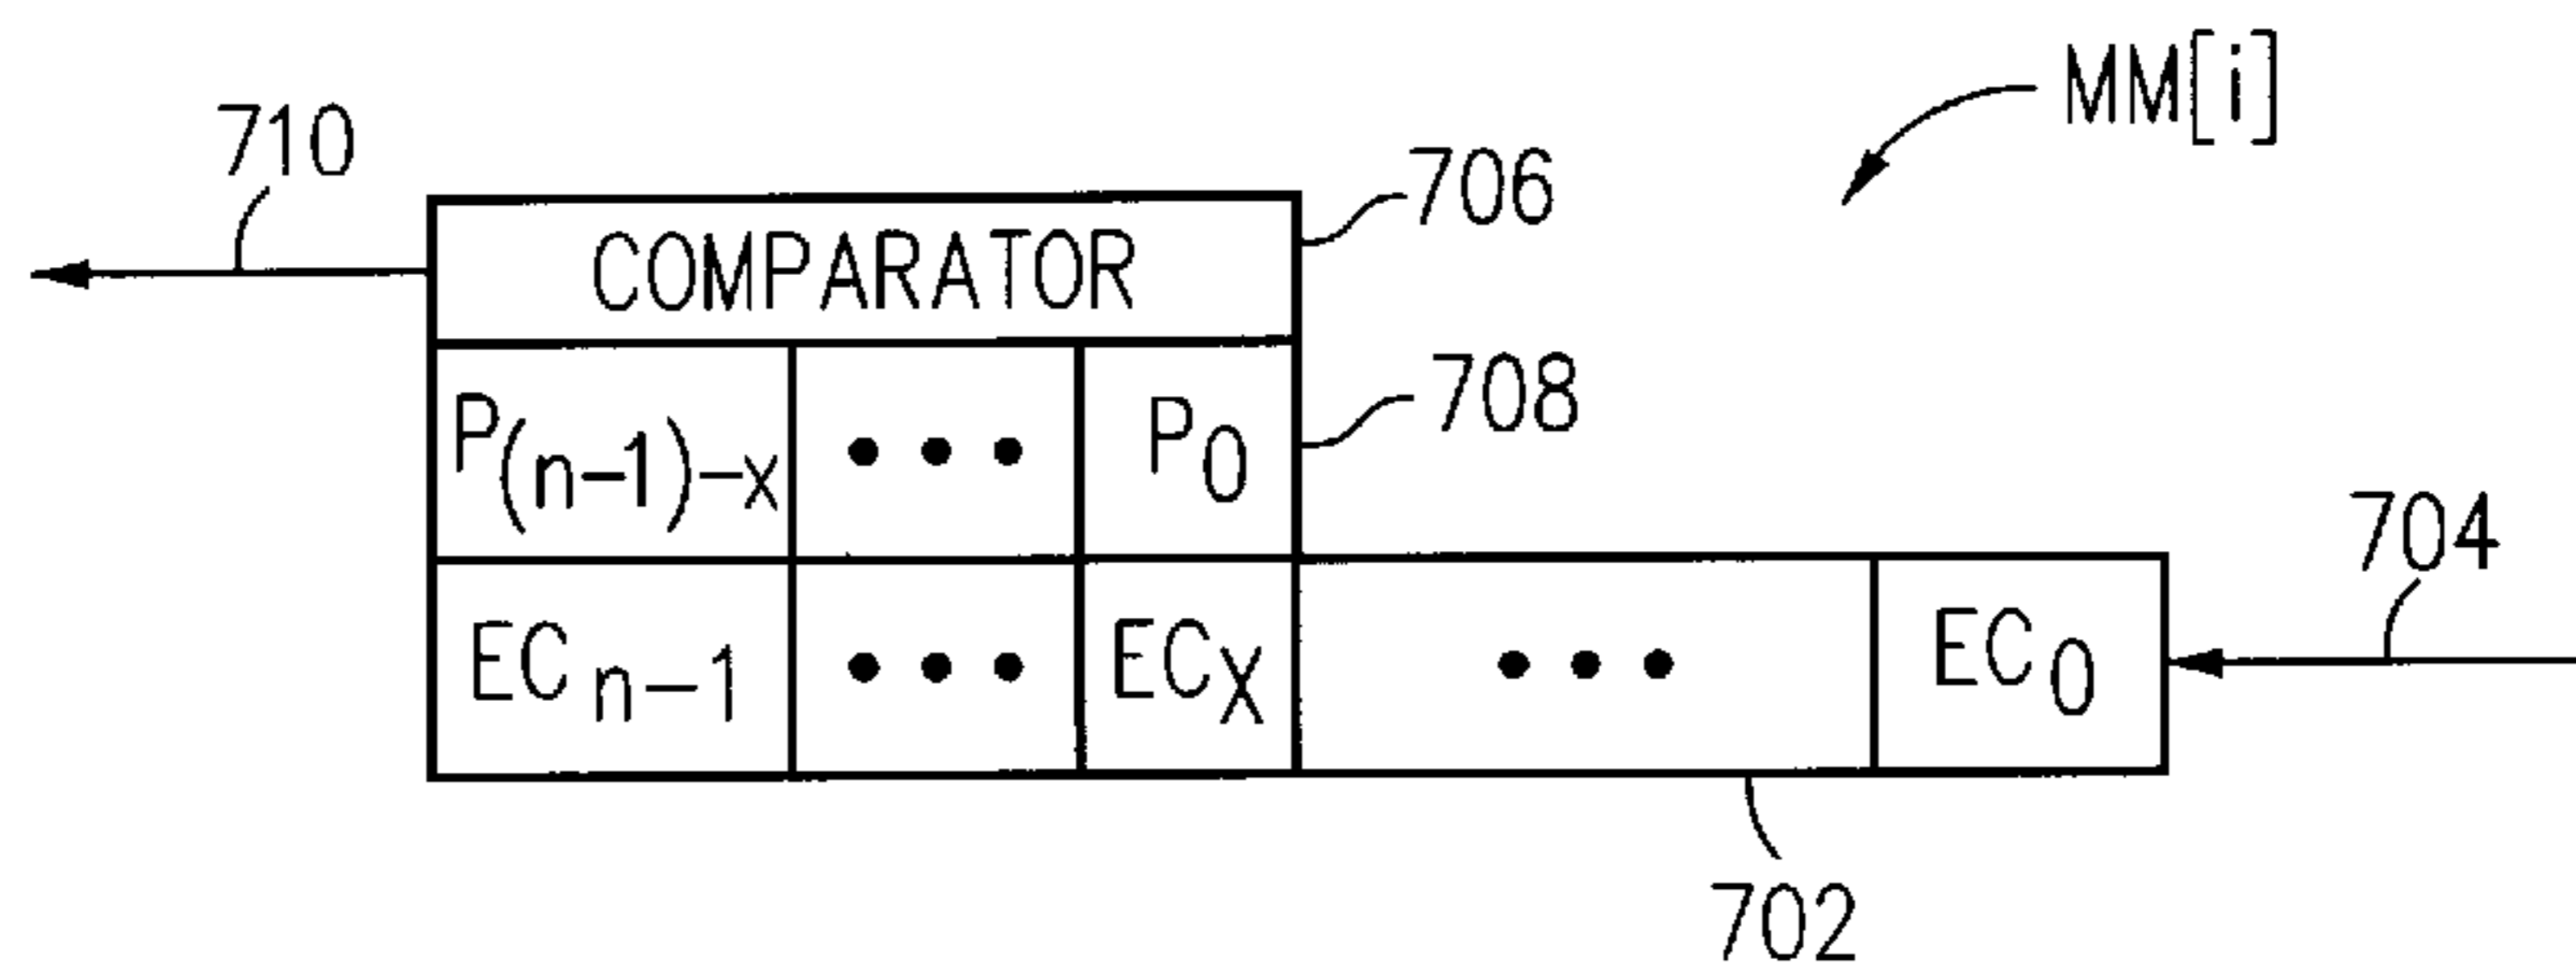 MM[i]
710
706
COMPARATOR
P(n-1)-x ••• P0
708
ECn-1 ••• ECX ••• EC0
704
702